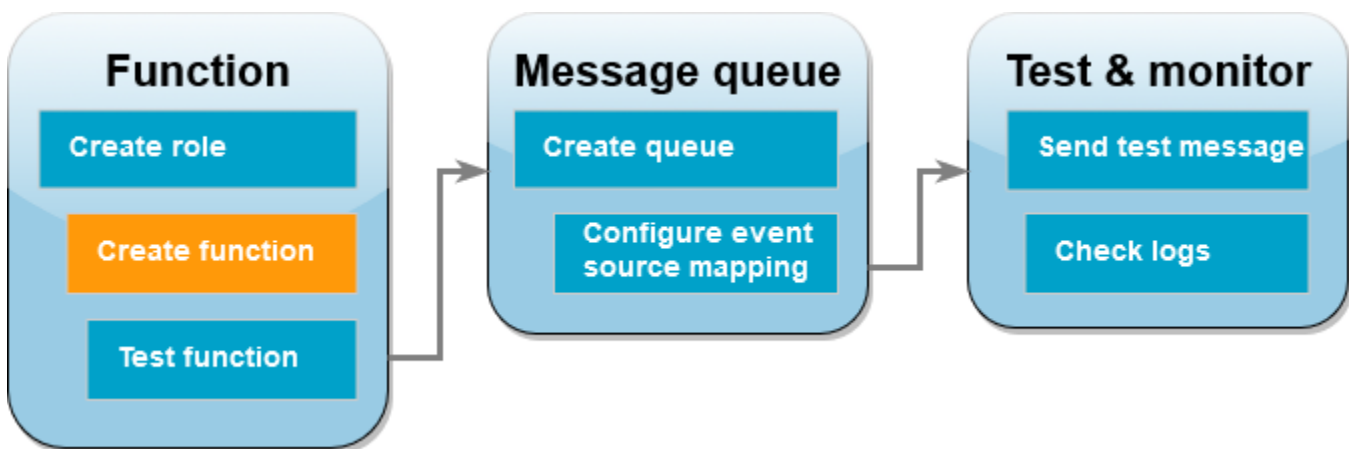 Function
Create role
Create function
Test function
Message queue
Create queue
Configure event
source mapping
Test & monitor
Send test message
Check logs